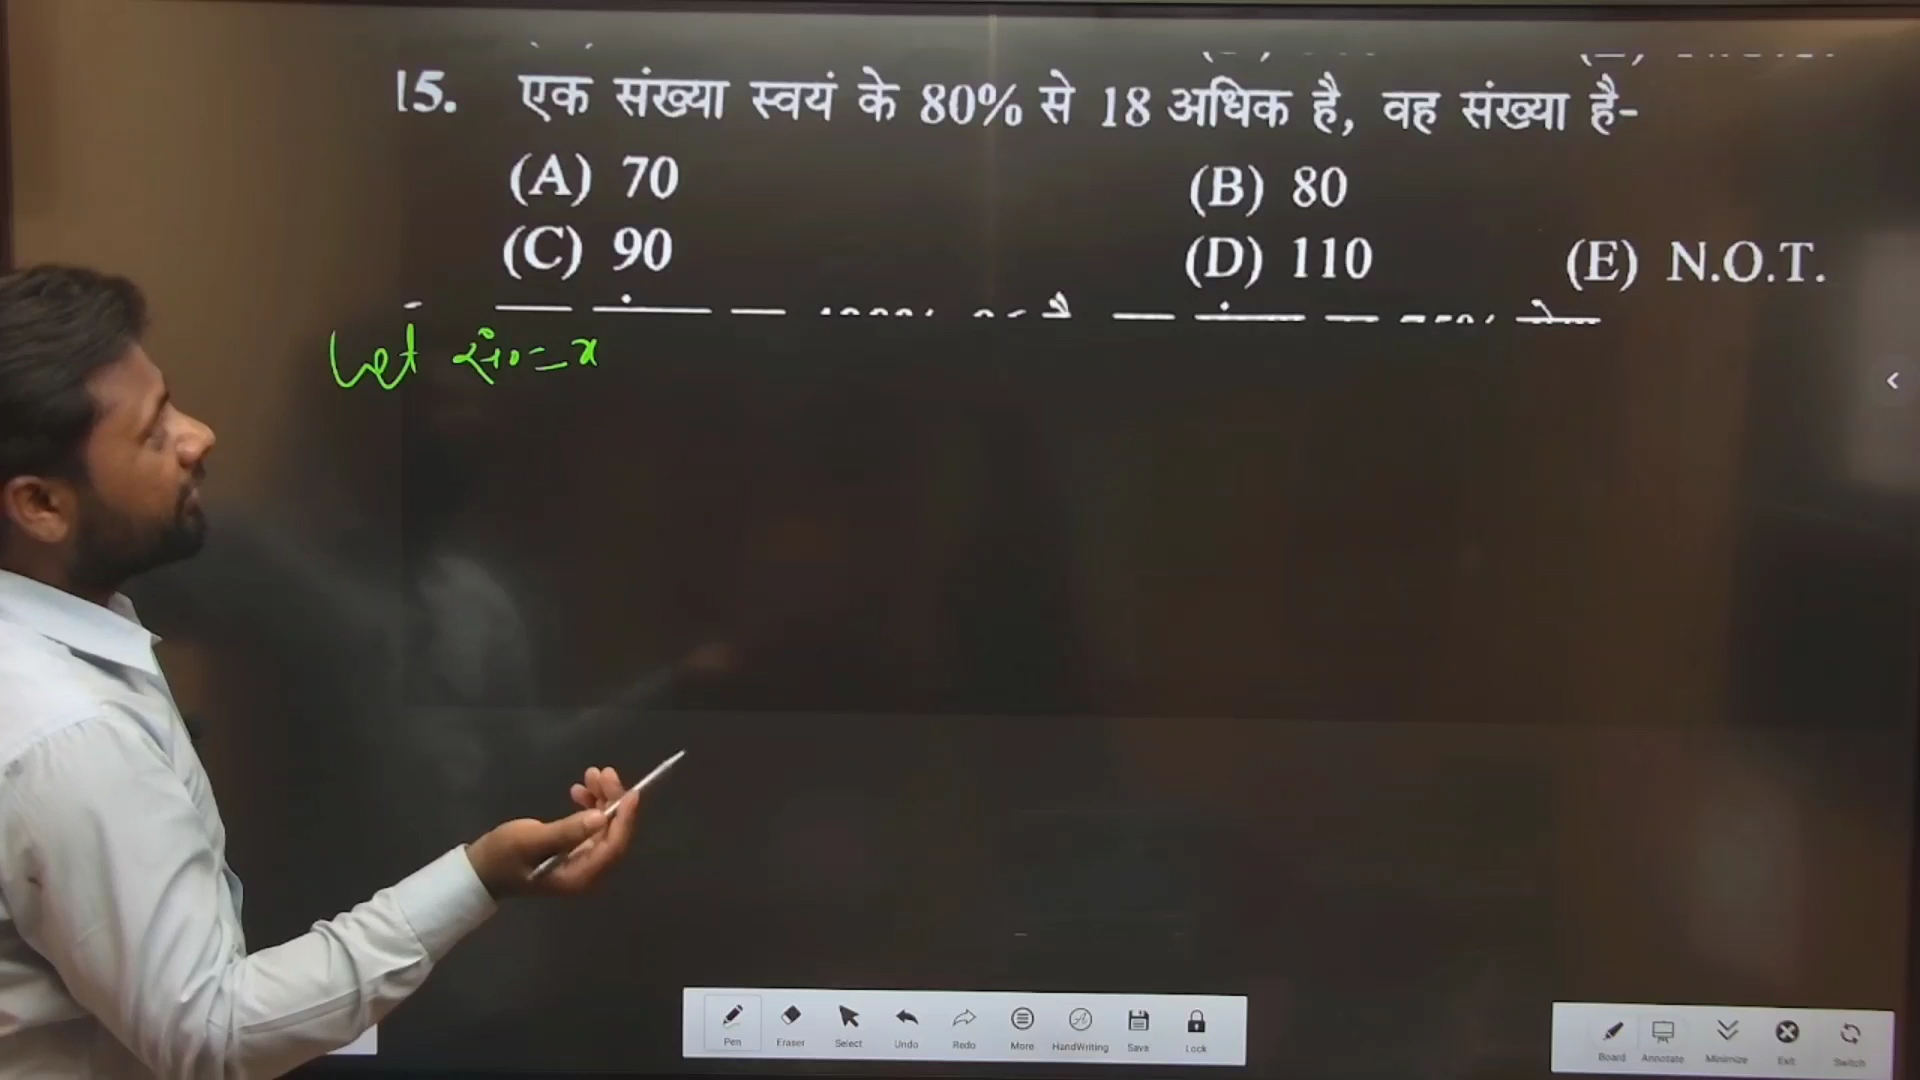 15. एक संख्या स्वयं के 80% से 18 अधिक है, वह संख्या है-
(A) 70 (B) 80
(C) 90 (D) 110 (E) N.O.T.
Let सं० = x
Pen Eraser Select Undo Redo More HandWriting Save Lock
Board Annotate Minimize Exit Switch